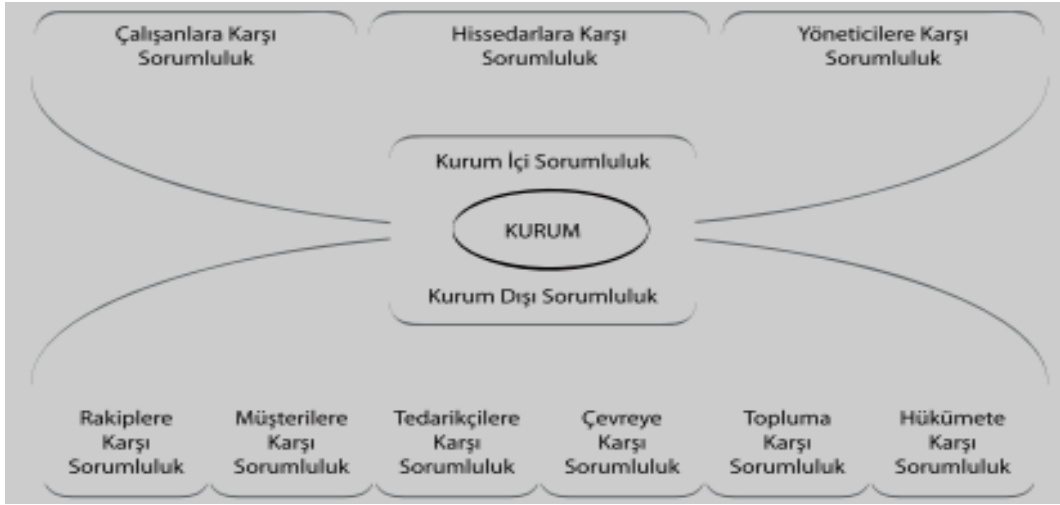 Çalışanlara Karşı
Sorumluluk
Hissedarlara Karşı
Sorumluluk
Yöneticilere Karşı
Sorumluluk
Kurum İçi Sorumluluk
KURUM
Kurum Dışı Sorumluluk
Rakiplere
Karşı
Sorumluluk
Müşterilere
Karşı
Sorumluluk
Tedarikçilere
Karşı
Sorumluluk
Çevreye
Karşı
Sorumluluk
Topluma
Karşı
Sorumluluk
Hükümete
Karşı
Sorumluluk